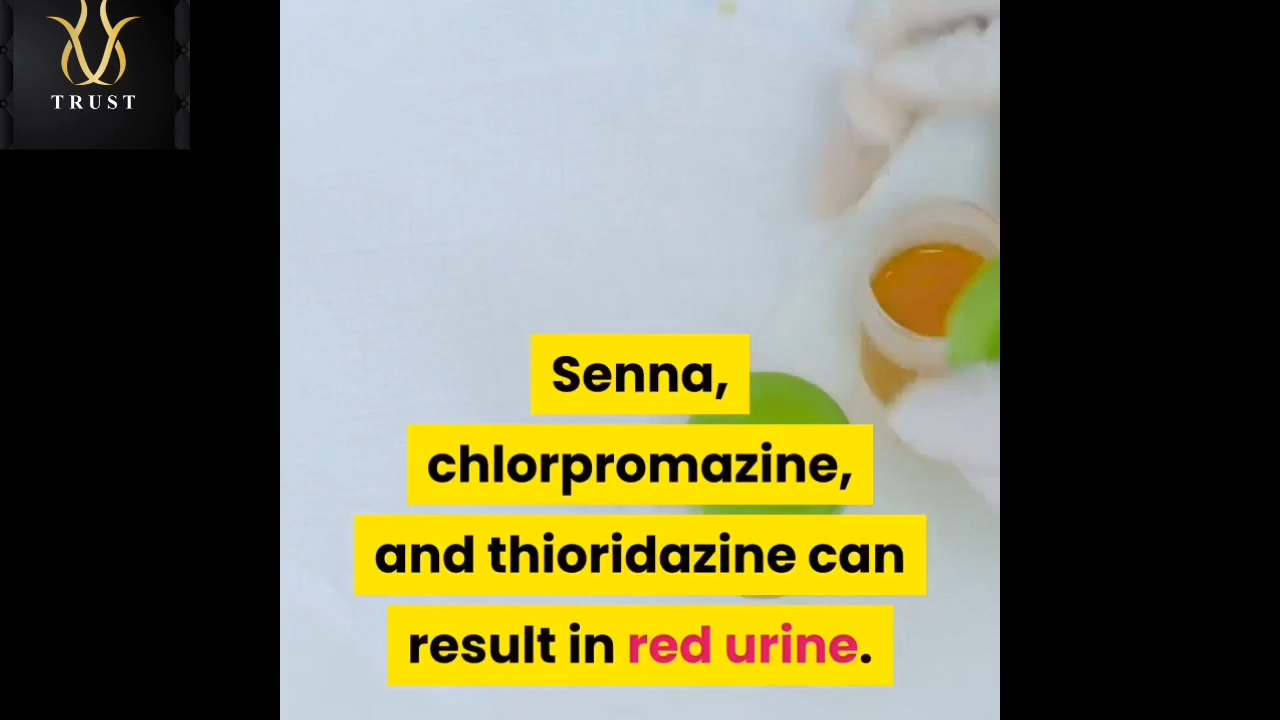 TRUST
Senna,
chlorpromazine,
and thioridazine can
result in red urine.